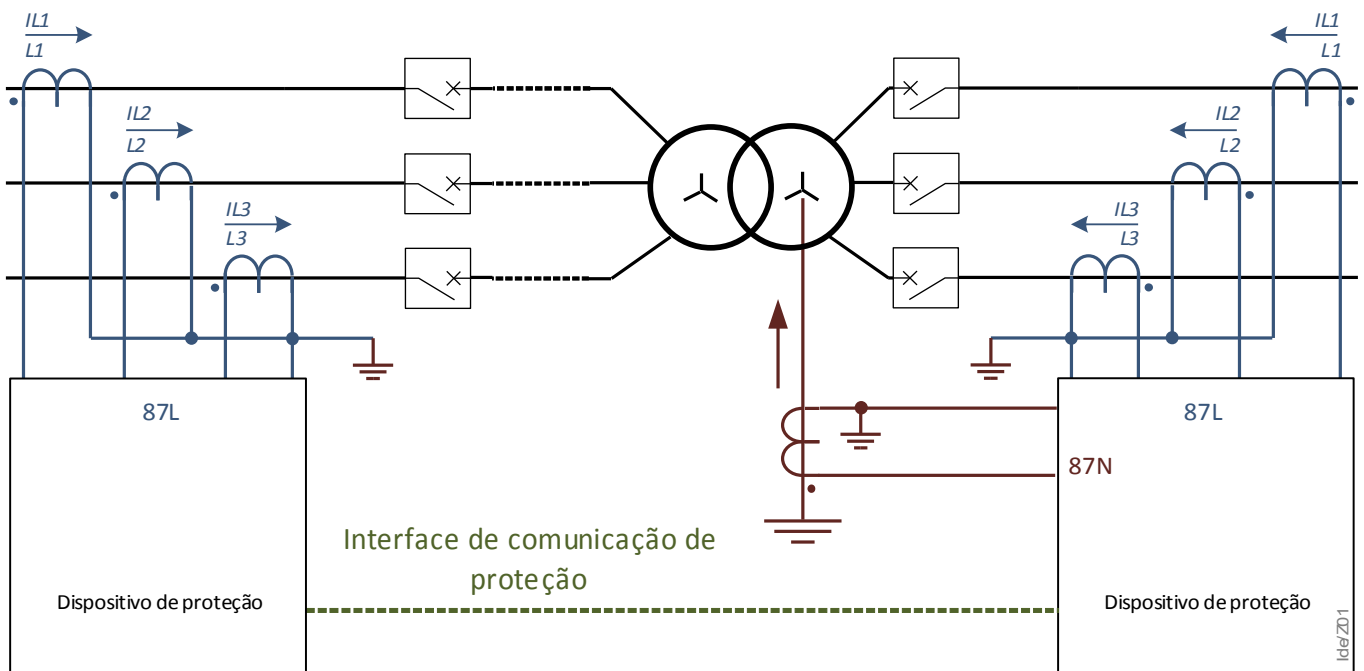 IL1
L1
IL1
L1
IL2
L2
IL2
L2
IL3
L3
IL3
L3
87L
87L
87N
Interface de comunicação de
proteção
Dispositivo de proteção
Dispositivo de proteção
Ide/Z01